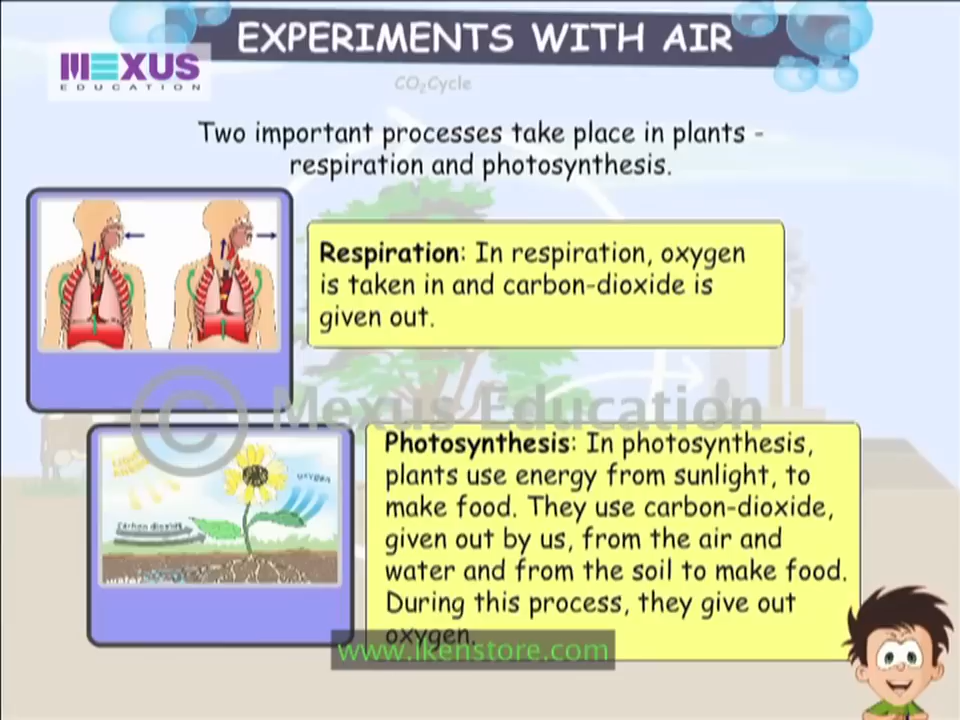 EXPERIMENTS WITH AIR
MEXUS
EDUCATION
CO₂Cycle
Two important processes take place in plants -
respiration and photosynthesis.
Respiration: In respiration, oxygen
is taken in and carbon-dioxide is
given out.
© Mexus Education
Photosynthesis: In photosynthesis,
plants use energy from sunlight, to
make food. They use carbon-dioxide,
given out by us, from the air and
water and from the soil to make food.
During this process, they give out
oxygen.
OXYGEN
Carbon dioxide
water
www.ikenstore.com